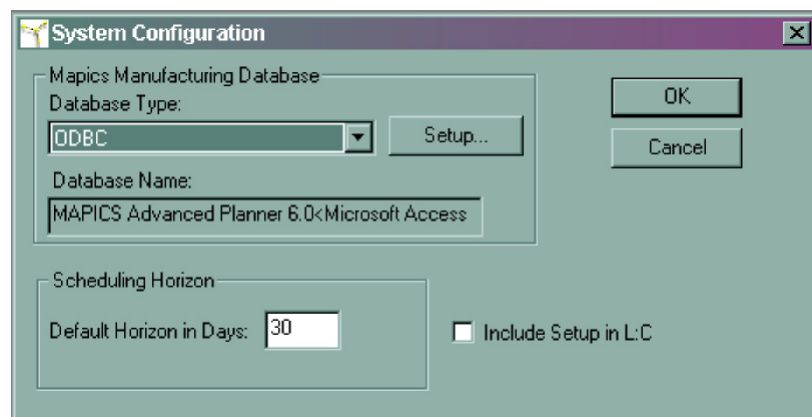 System Configuration
Mapics Manufacturing Database
Database Type:
ODBC
Setup...
OK
Cancel
Database Name:
MAPICS Advanced Planner 6.0<Microsoft Access
Scheduling Horizon
Default Horizon in Days: 30
Include Setup in L:C